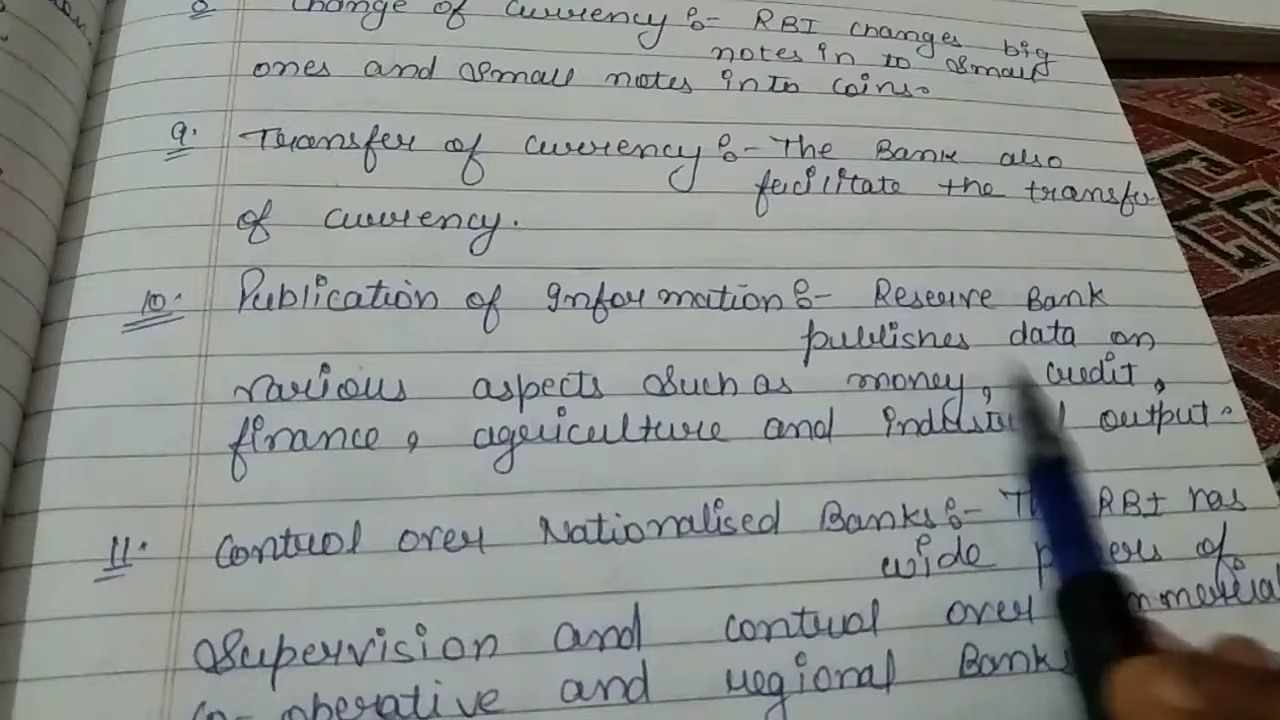 8 Change of Currency :- RBI changes big
notes in to small
ones and small notes into coins.
9. Transfer of Currency :- The Bank also
facilitate the transfe
of currency.
10. Publication of Information :- Reserve Bank
publishes data on
various aspects such as money, credit,
finance, agriculture and output.
11. Control over Nationalised Banks :- RBI has
wide of
Supervision and control over
Co-operative and regional Banks